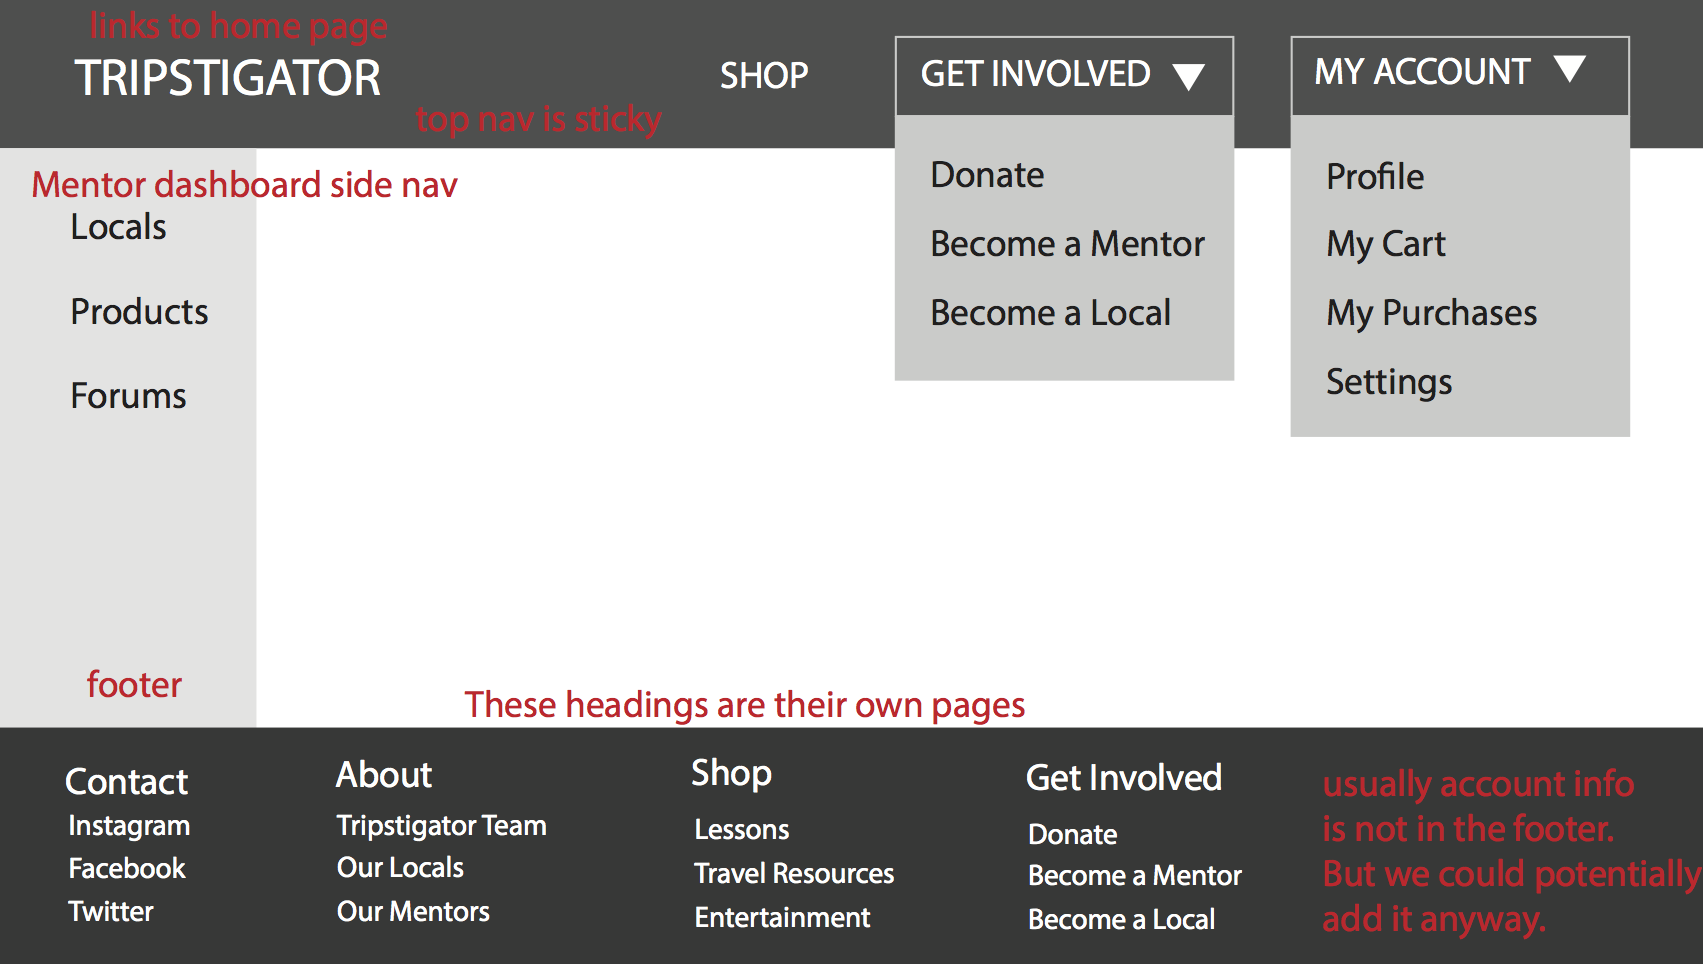 links to home page
TRIPSTIGATOR
SHOP
GET INVOLVED
MY ACCOUNT
top nav is sticky
Mentor dashboard side nav
Locals
Products
Forums
Donate
Become a Mentor
Become a Local
Profile
My Cart
My Purchases
Settings
footer
These headings are their own pages
Contact
Instagram
Facebook
Twitter
About
Tripstigator Team
Our Locals
Our Mentors
Shop
Lessons
Travel Resources
Entertainment
Get Involved
Donate
Become a Mentor
Become a Local
usually account info
is not in the footer.
But we could potentially
add it anyway.